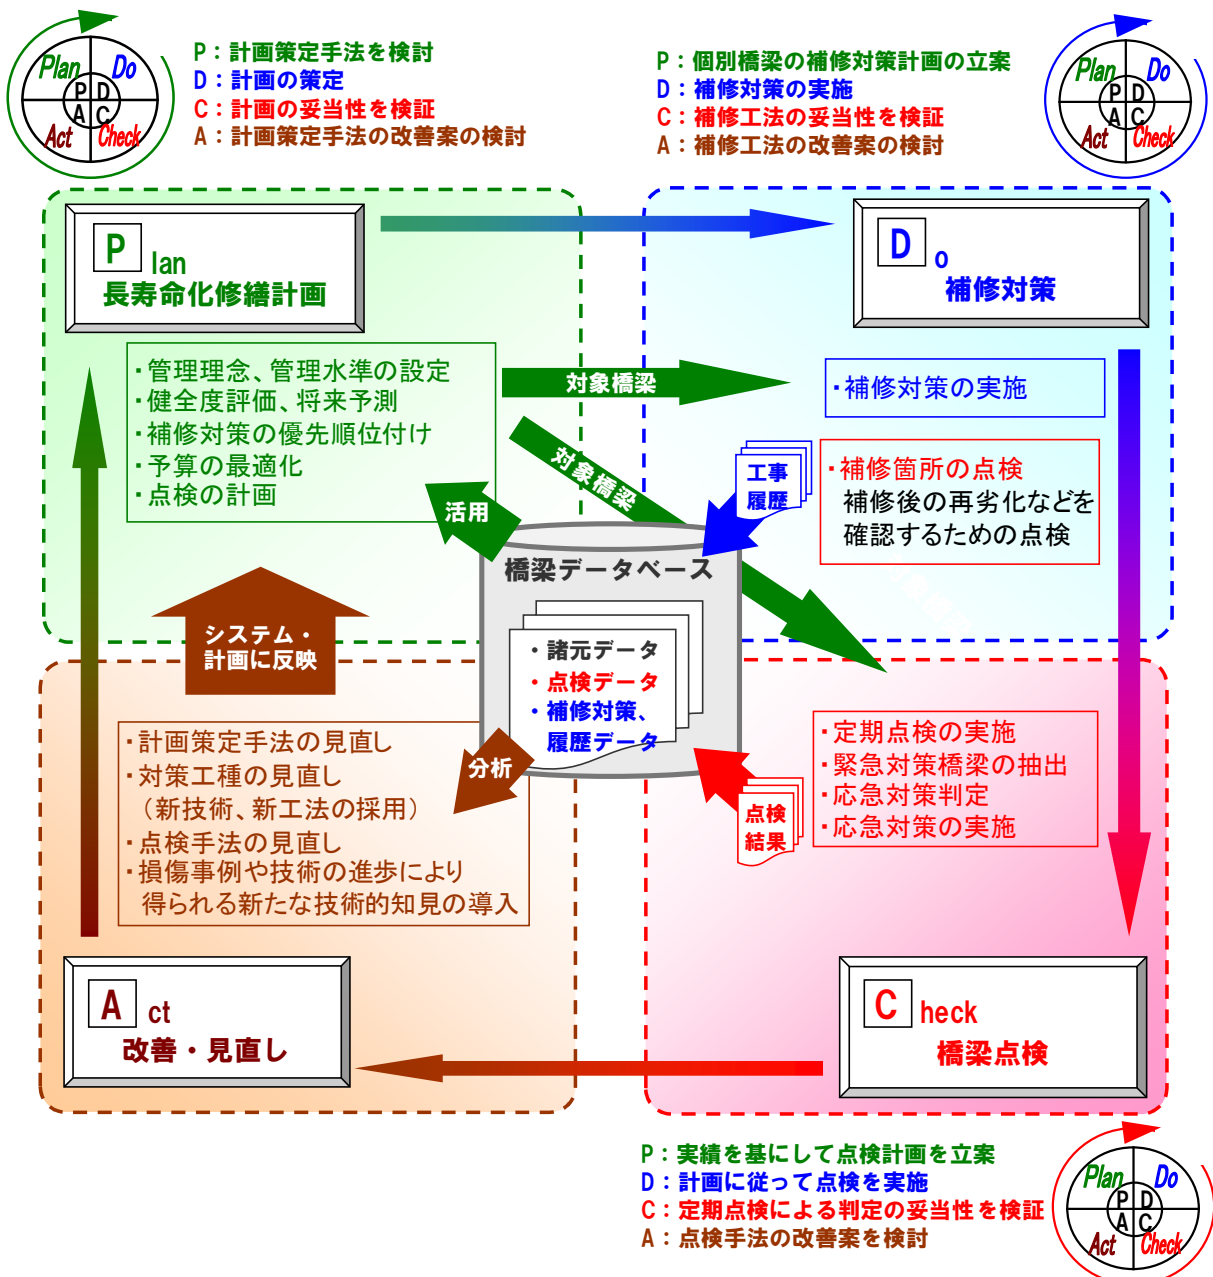 Plan
Do
P D
A C
Act
Check
P：計画策定手法を検討
D：計画の策定
C：計画の妥当性を検証
A：計画策定手法の改善案の検討
P：個別橋梁の補修対策計画の立案
D：補修対策の実施
C：補修工法の妥当性を検証
A：補修工法の改善案の検討
Plan
Do
P D
A C
Act
Check
Plan
長寿命化修繕計画
Do
補修対策
・管理理念、管理水準の設定
・健全度評価、将来予測
・補修対策の優先順位付け
・予算の最適化
・点検の計画
対象橋梁
対象橋梁
・補修対策の実施
・補修箇所の点検
補修後の再劣化などを
確認するための点検
工事
履歴
活用
橋梁データベース
・諸元データ
・点検データ
・補修対策、
履歴データ
システム・
計画に反映
分析
点検
結果
・計画策定手法の見直し
・対策工種の見直し
（新技術、新工法の採用）
・点検手法の見直し
・損傷事例や技術の進歩により
得られる新たな技術的知見の導入
・定期点検の実施
・緊急対策橋梁の抽出
・応急対策判定
・応急対策の実施
Act
改善・見直し
Check
橋梁点検
P：実績を基にして点検計画を立案
D：計画に従って点検を実施
C：定期点検による判定の妥当性を検証
A：点検手法の改善案を検討
Plan
Do
P D
A C
Act
Check